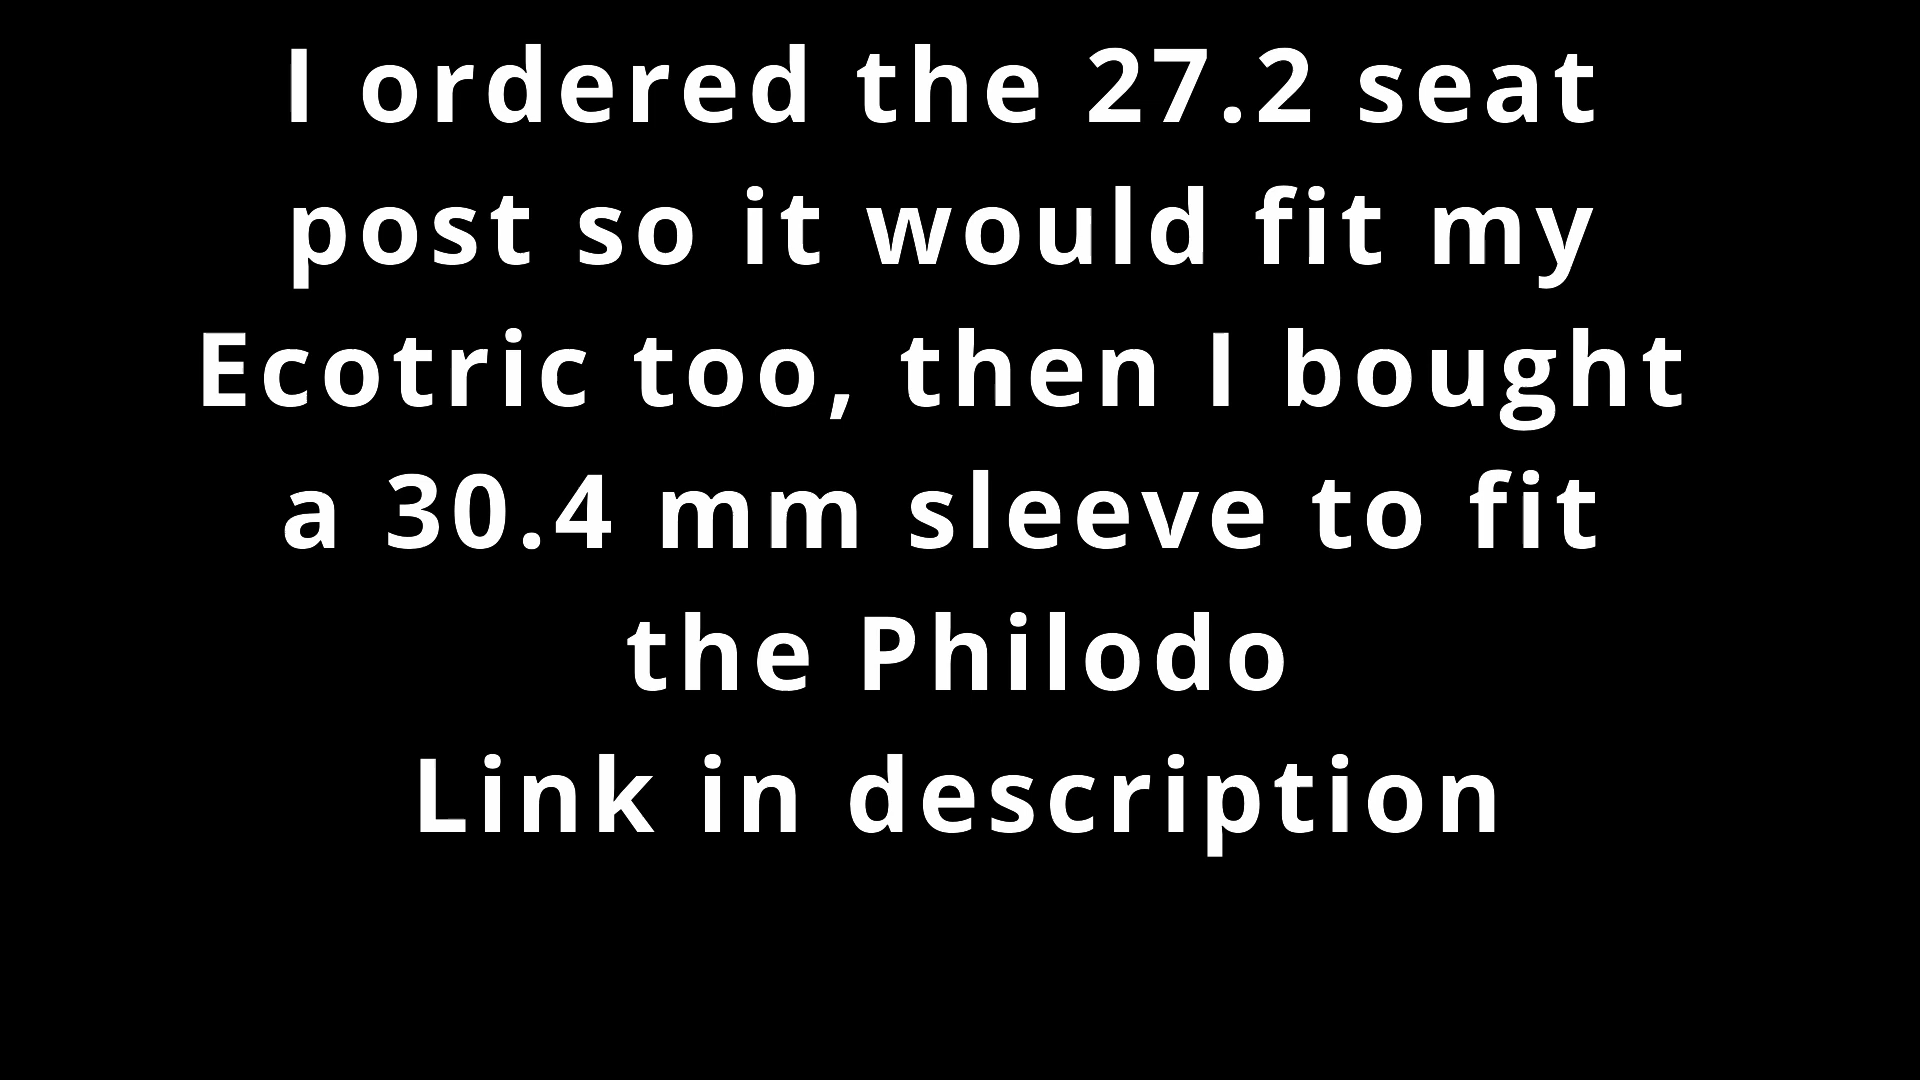 I ordered the 27.2 seat
post so it would fit my
Ecotric too, then I bought
a 30.4 mm sleeve to fit
the Philodo
Link in description